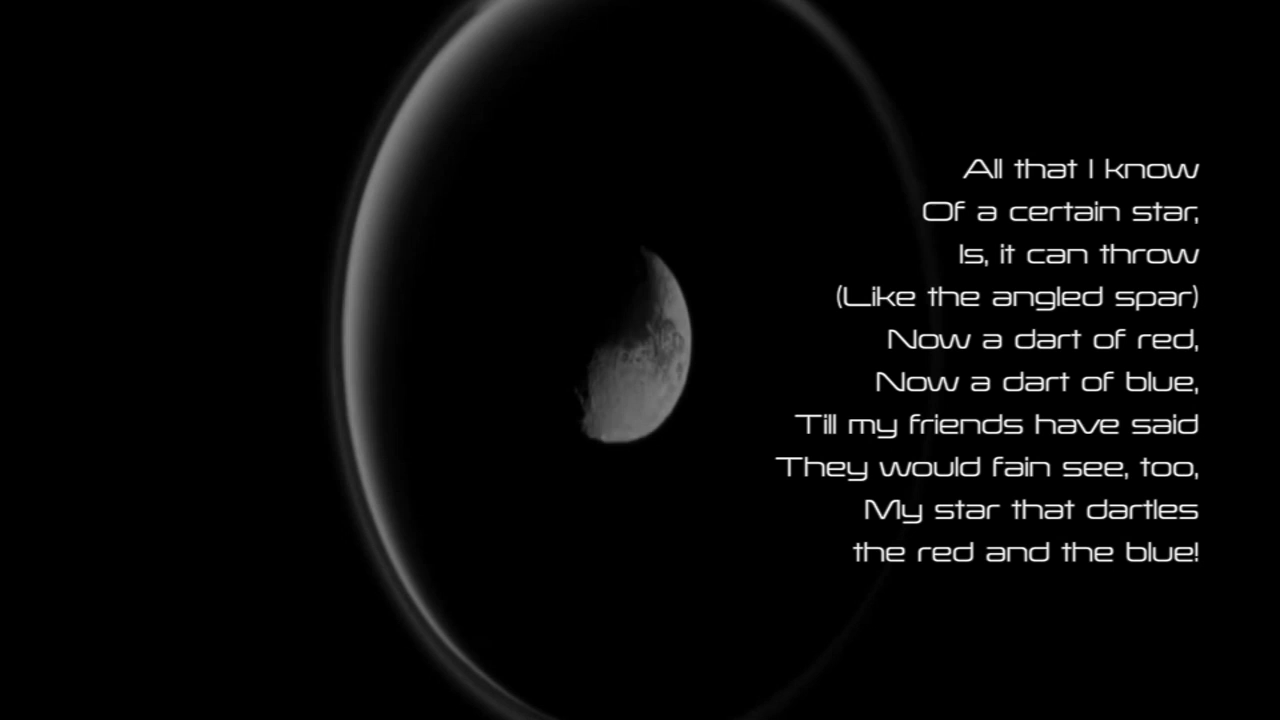 All that I know
Of a certain star,
Is, it can throw
(Like the angled spar)
Now a dart of red,
Now a dart of blue,
Till my friends have said
They would fain see, too,
My star that dartles
the red and the blue!